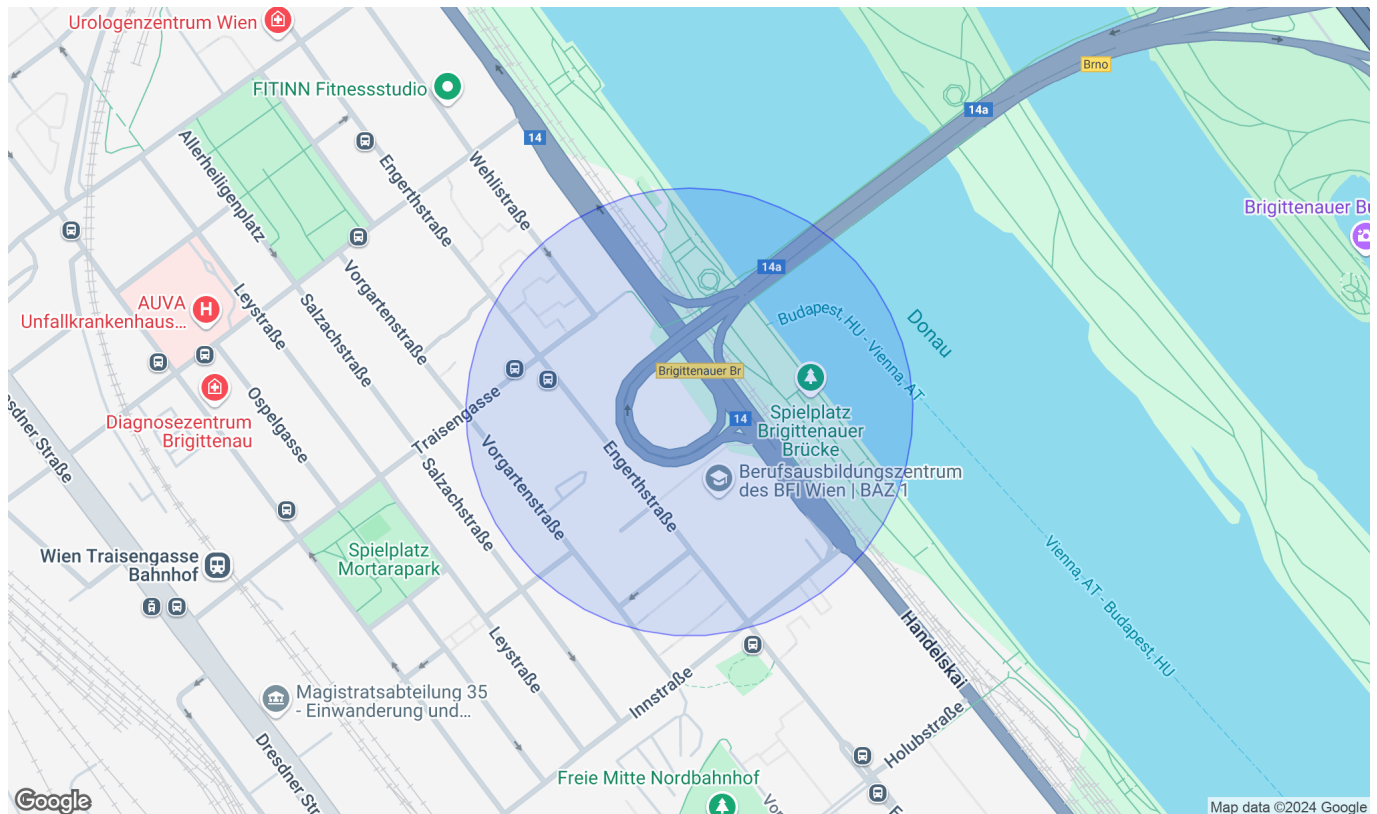 Urologenzentrum Wien
Brno
FITINN Fitnessstudio
14a
14
Allerheiligenplatz
Engerthstraße
Wehlistraße
Brigittenauer
14a
AUVA
Unfallkrankenhaus...
Leystraße
Vorgartenstraße
Salzachstraße
Budapest, HU - Vienna, AT
Donau
Brigittenauer Br
Diagnosezentrum
Brigittenau
Ospelgasse
Traisengasse
14
Spielplatz
Brigittenauer
Brücke
Dresdner Straße
Salzachstraße
Vorgartenstraße
Engerthstraße
Berufsausbildungszentrum
des BFI Wien | BAZ 1
Wien Traisengasse
Bahnhof
Spielplatz
Mortarapark
Vienna, AT - Budapest, HU
Leystraße
Handelskai
Magistratsabteilung 35
- Einwanderung und...
Innstraße
Holubstraße
Dresdner Str
Freie Mitte Nordbahnhof
Google
Map data ©2024 Google